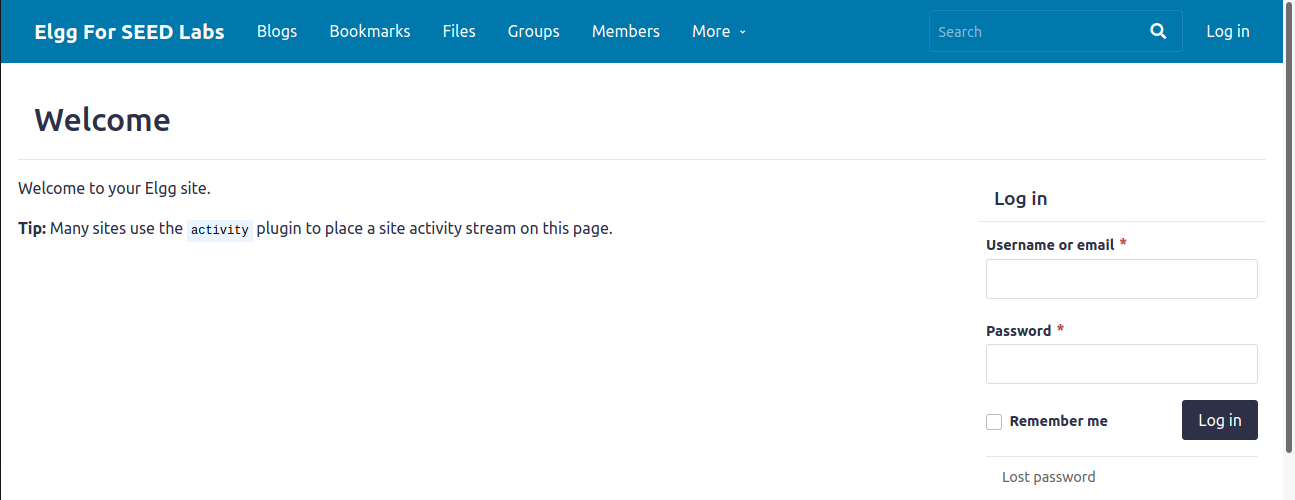 Elgg For SEED Labs Blogs Bookmarks Files Groups Members More Search Log in
Welcome
Welcome to your Elgg site.
Tip: Many sites use the activity plugin to place a site activity stream on this page.
Log in
Username or email *
Password *
Remember me Log in
Lost password